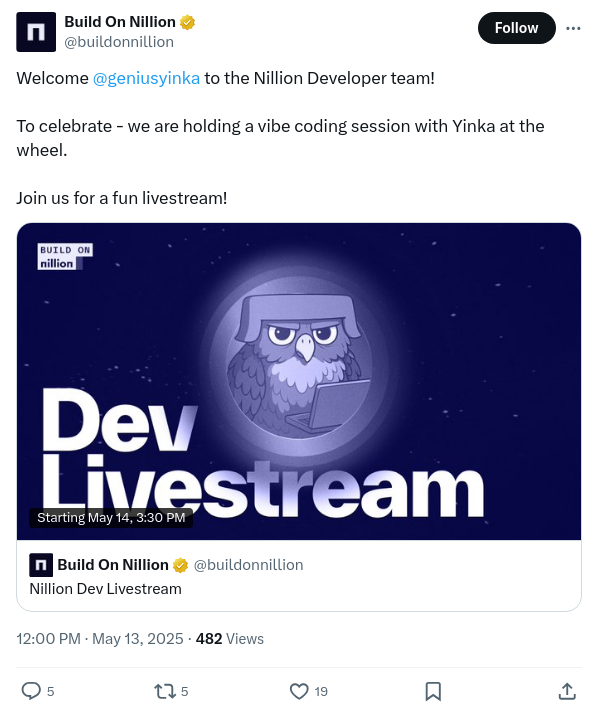 Build On Nillion
@buildonnillion
Follow
Welcome @geniusyinka to the Nillion Developer team!
To celebrate - we are holding a vibe coding session with Yinka at the
wheel.
Join us for a fun livestream!
BUILD ON
nillion
Dev
Livestream
Starting May 14, 3:30 PM
Build On Nillion @buildonnillion
Nillion Dev Livestream
12:00 PM · May 13, 2025 · 482 Views
5 5 19